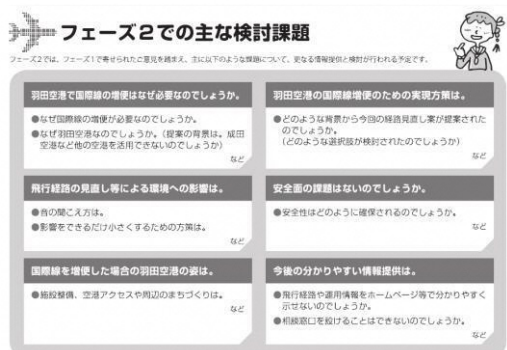 フェーズ2での主な検討課題
フェーズ2では、フェーズ1で寄せられたご意見を踏まえ、主に以下のような課題について、更なる情報提供と検討が行われる予定です。
羽田空港で国際線の増便はなぜ必要なのでしょうか。
●なぜ国際線の増便が必要なのでしょうか。
●なぜ羽田空港なのでしょうか。(提案の背景は。成田
空港など他の空港を活用できないのでしょうか)
など
羽田空港の国際線増便のための実現方策は。
●どのような背景から今回の経路見直し案が提案された
のでしょうか。
(どのような選択肢が検討されたのでしょうか)
など
飛行経路の見直し等による環境への影響は。
●音の聞こえ方は。
●影響をできるだけ小さくするための方策は。
など
安全面の課題はないのでしょうか。
●安全性はどのように確保されるのでしょうか。
など
国際線を増便した場合の羽田空港の姿は。
●施設整備、空港アクセスや周辺のまちづくりは。
など
今後の分かりやすい情報提供は。
●飛行経路や運用情報をホームページ等で分かりやすく
示せないのでしょうか。
●相談窓口を設けることはできないのでしょうか。
など